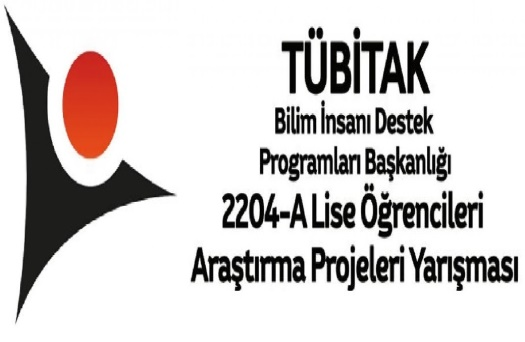 TÜBİTAK
Bilim İnsanı Destek
Programları Başkanlığı
2204-A Lise Öğrencileri
Araştırma Projeleri Yarışması